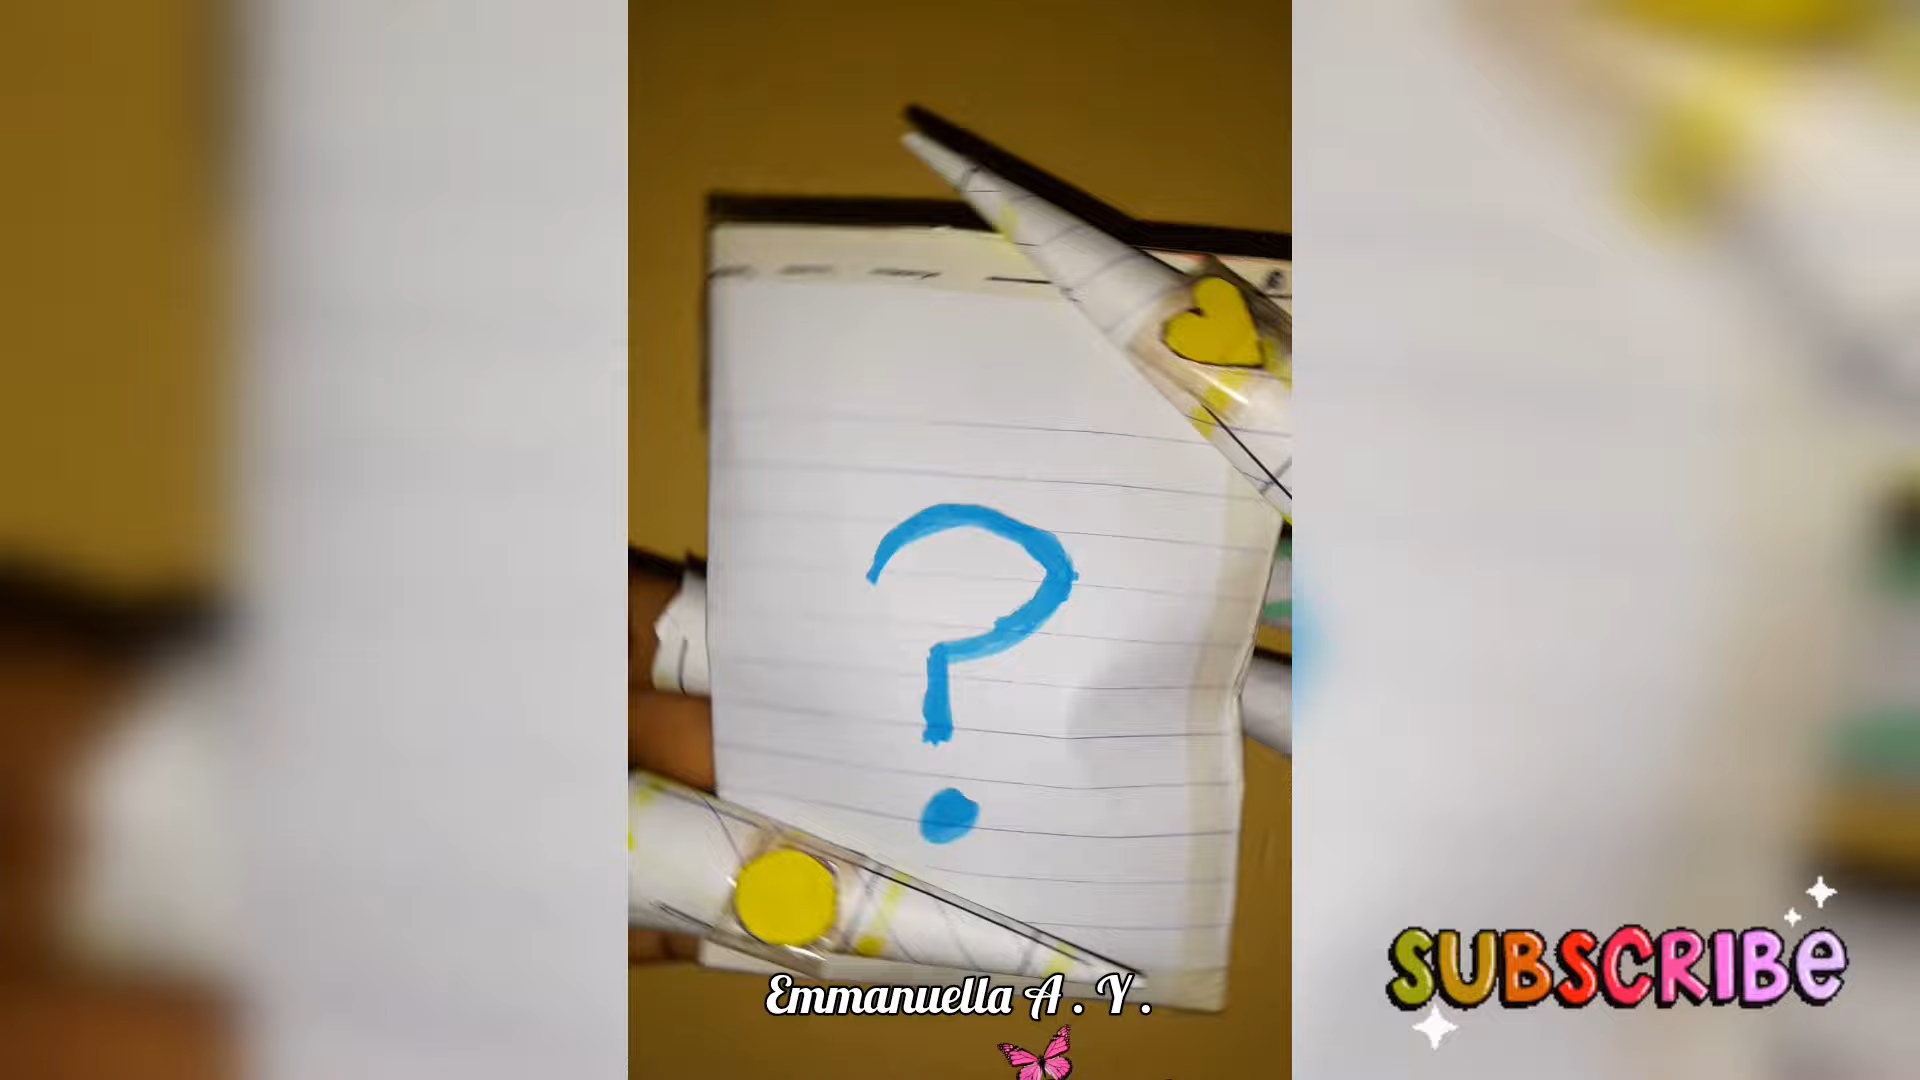 ?
Emmanuella A . Y .
SUBSCRIBE